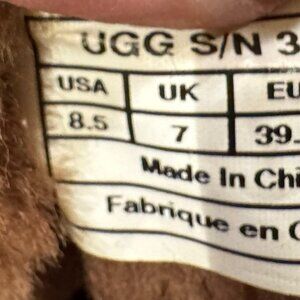 UGG S/N 3
USA UK EU
8.5 7 39.
Made In Chi
Fabrique en C